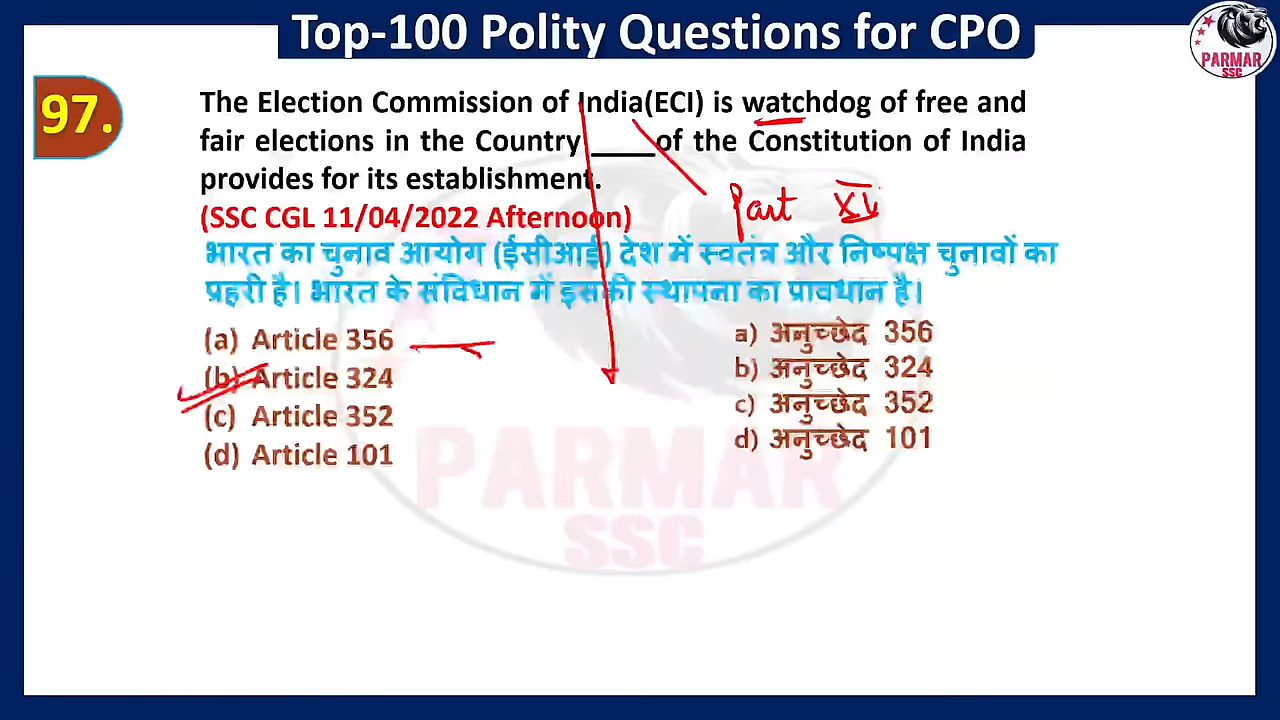 Top-100 Polity Questions for CPO
PARMAR
SSC
97.
The Election Commission of India(ECI) is watchdog of free and
fair elections in the Country _____of the Constitution of India
provides for its establishment.
Part XV
(SSC CGL 11/04/2022 Afternoon)
भारत का चुनाव आयोग (ईसीआई) देश में स्वतंत्र और निष्पक्ष चुनावों का
प्रहरी है। भारत के संविधान में इसकी स्थापना का प्रावधान है।
(a) Article 356
(b) Article 324
(c) Article 352
(d) Article 101
a) अनुच्छेद 356
b) अनुच्छेद 324
c) अनुच्छेद 352
d) अनुच्छेद 101
PARMAR
SSC